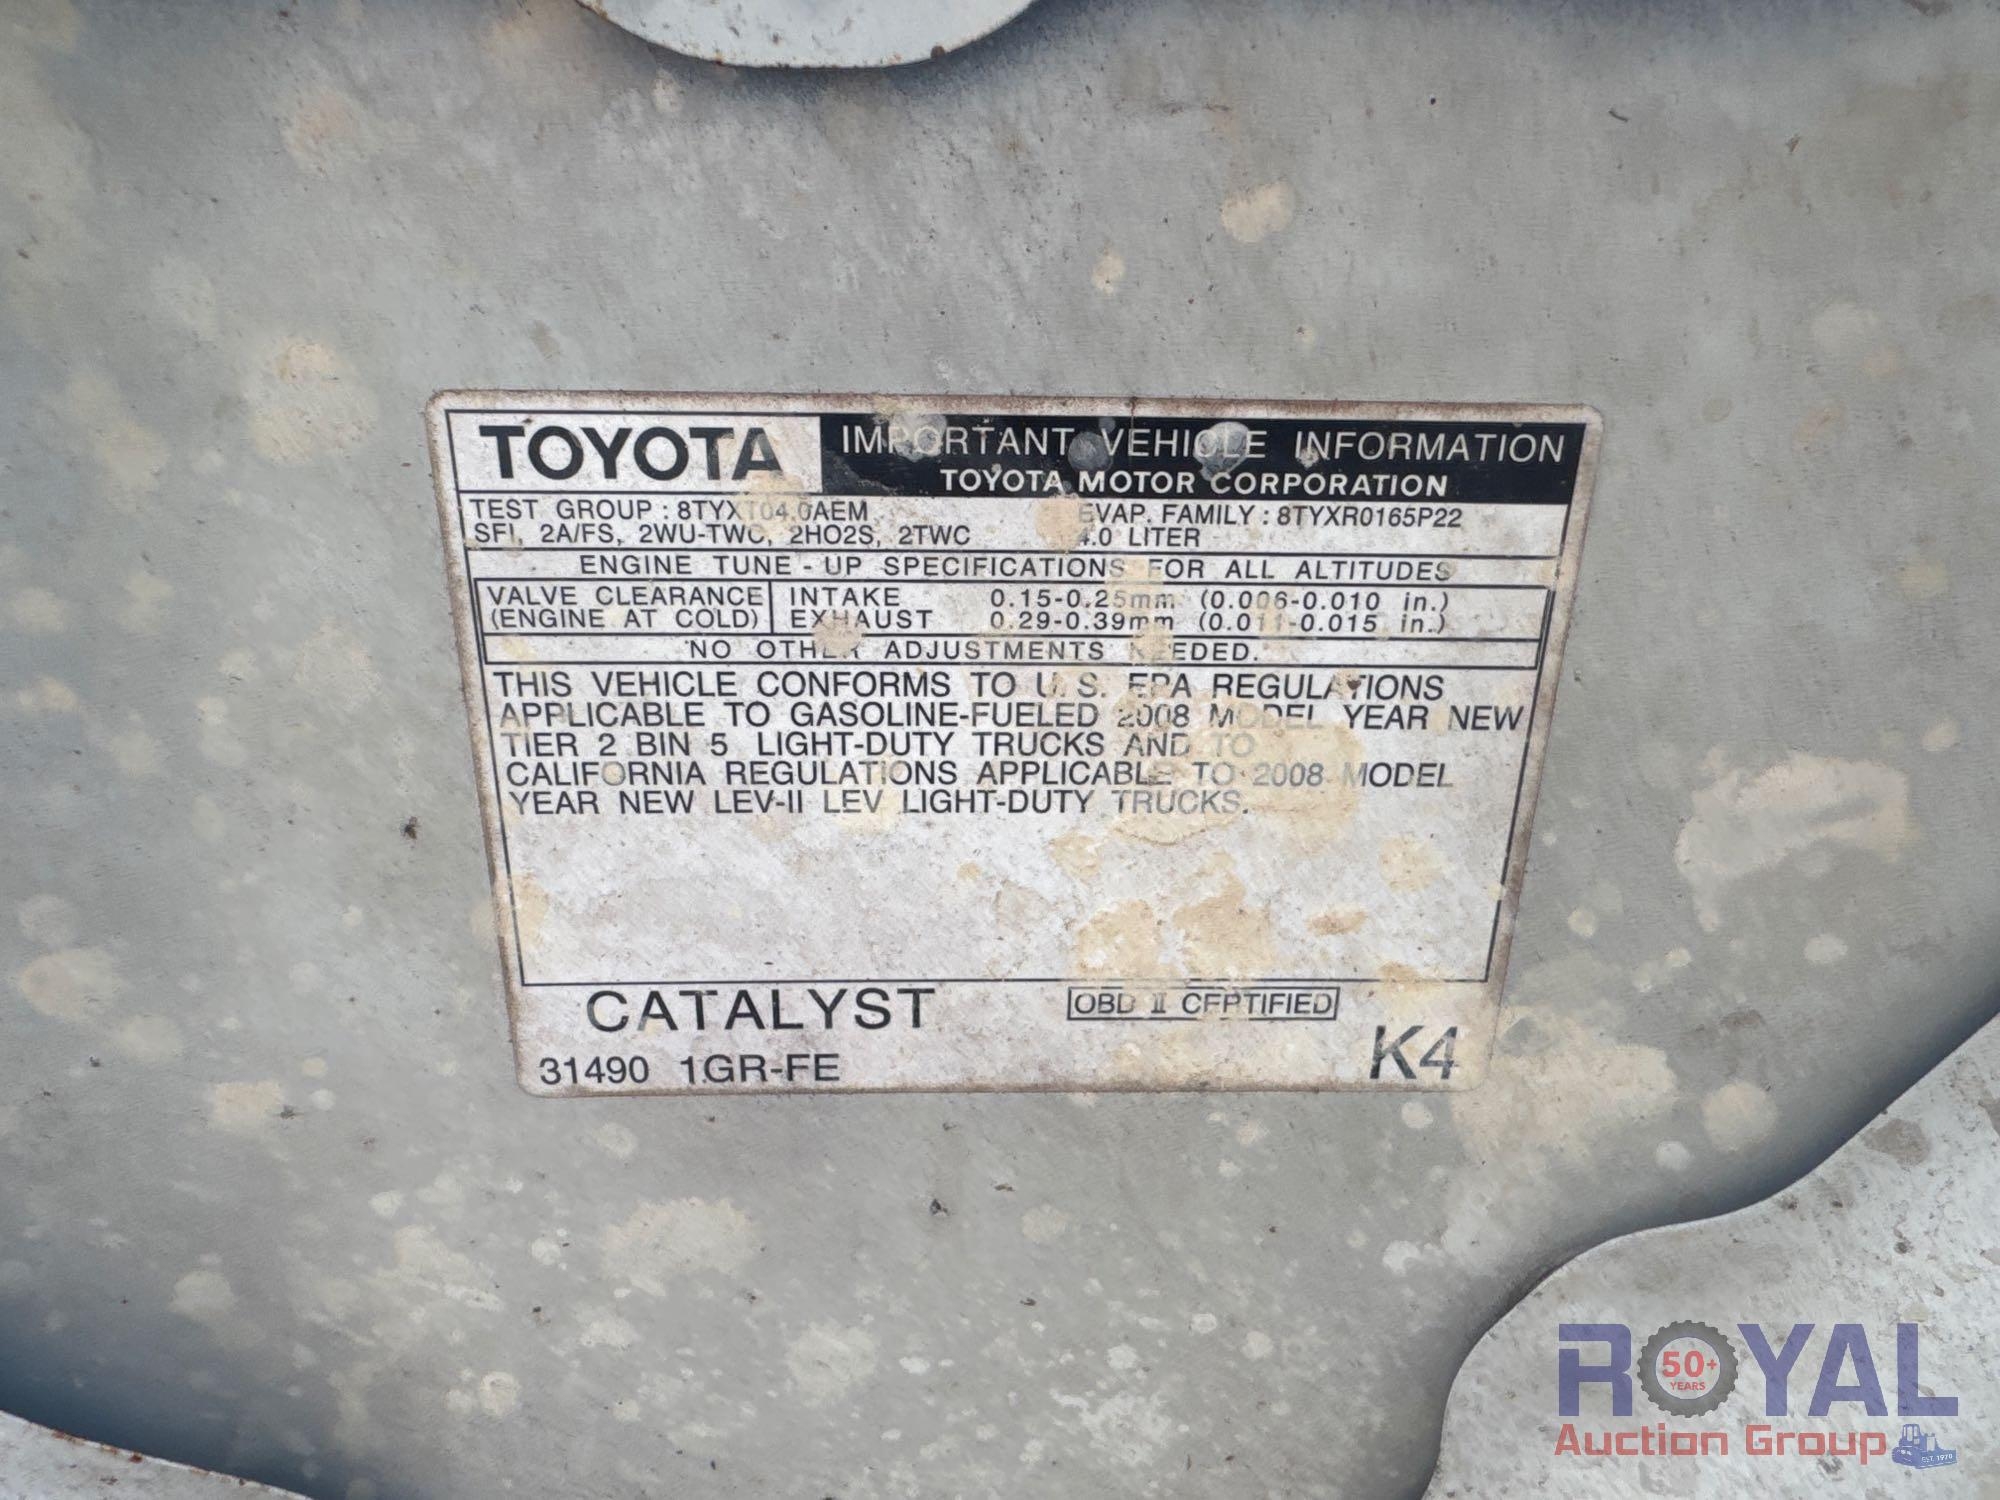 TOYOTA
IMPORTANT VEHICLE INFORMATION
TOYOTA MOTOR CORPORATION
TEST GROUP : 8TYXT04.0AEM EVAP. FAMILY : 8TYXR0165P22
SFI, 2A/FS, 2WU-TWC, 2HO2S, 2TWC 4.0 LITER
ENGINE TUNE - UP SPECIFICATIONS FOR ALL ALTITUDES
VALVE CLEARANCE INTAKE 0.15-0.25mm (0.006-0.010 in.)
(ENGINE AT COLD) EXHAUST 0.29-0.39mm (0.011-0.015 in.)
NO OTHER ADJUSTMENTS NEEDED.
THIS VEHICLE CONFORMS TO U.S. EPA REGULATIONS
APPLICABLE TO GASOLINE-FUELED 2008 MODEL YEAR NEW
TIER 2 BIN 5 LIGHT-DUTY TRUCKS AND TO
CALIFORNIA REGULATIONS APPLICABLE TO 2008 MODEL
YEAR NEW LEV-II LEV LIGHT-DUTY TRUCKS.
CATALYST OBD II CERTIFIED
31490 1GR-FE K4
ROYAL
50+
YEARS
Auction Group
EST. 1970